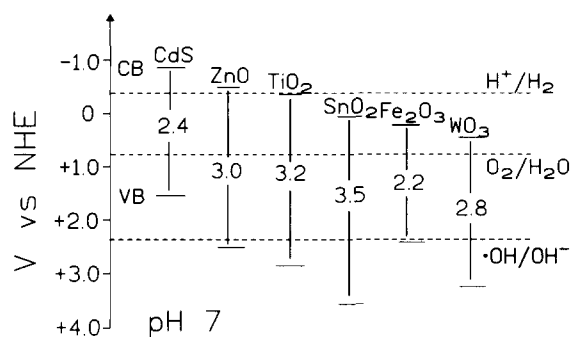 CdS
-1.0
CB
ZnO
TiO₂
H⁺/H₂
0
SnO₂
Fe₂O₃
WO₃
2.4
V vs NHE
3.0
3.2
O₂/H₂O
+1.0
VB
3.5
2.2
2.8
+2.0
·OH/OH⁻
+3.0
+4.0
pH 7